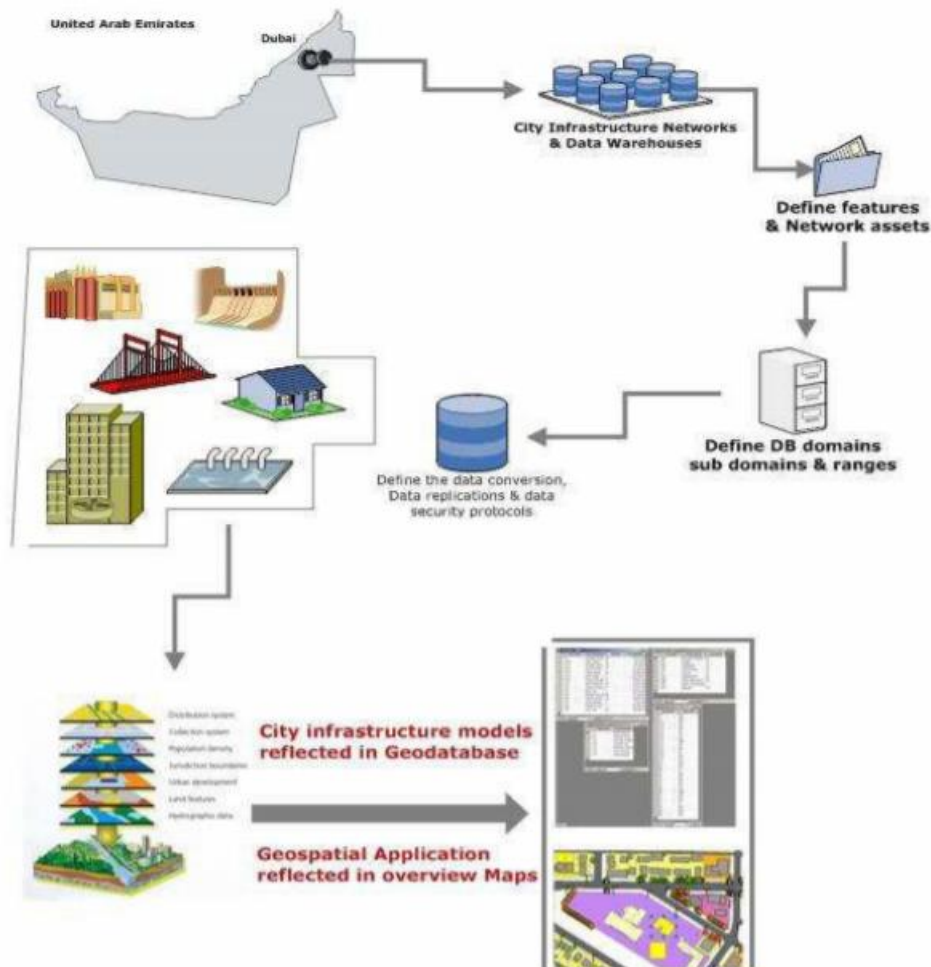 United Arab Emirates
Dubai
City Infrastructure Networks
& Data Warehouses
Define features
& Network assets
Define DB domains
sub domains & ranges
Define the data conversion,
Data replications & data
security protocols
Distribution system
Collection system
Population density
Jurisdiction boundaries
Urban development
Land features
Hydrographic data
City infrastructure models
reflected in Geodatabase
Geospatial Application
reflected in overview Maps